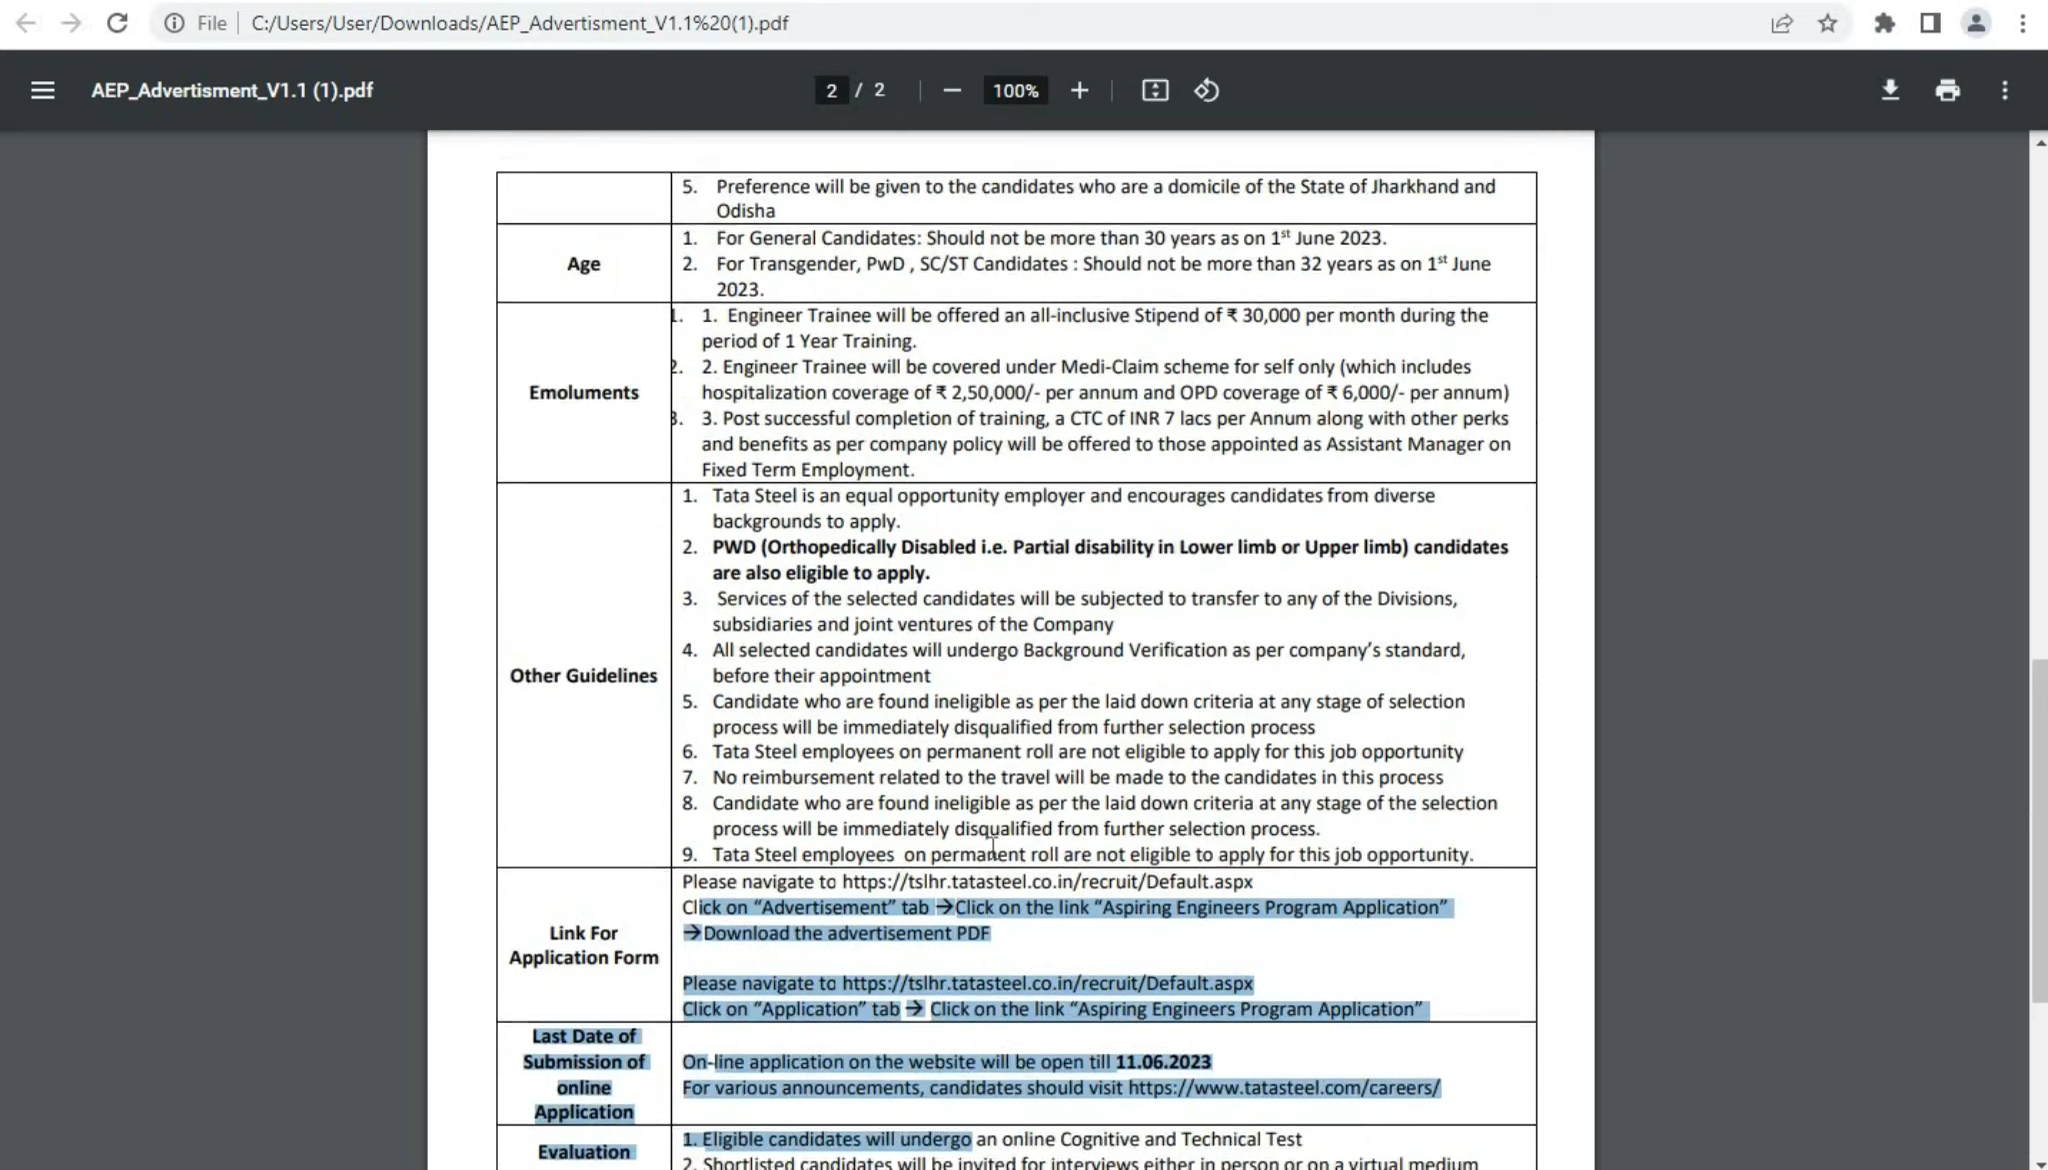 File
C:/Users/User/Downloads/AEP_Advertisment_V1.1%20(1).pdf
AEP_Advertisment_V1.1 (1).pdf
2 / 2
100%
5. Preference will be given to the candidates who are a domicile of the State of Jharkhand and
Odisha
Age
1. For General Candidates: Should not be more than 30 years as on 1st June 2023.
2. For Transgender, PwD , SC/ST Candidates : Should not be more than 32 years as on 1st June
2023.
Emoluments
1. 1. Engineer Trainee will be offered an all-inclusive Stipend of ₹ 30,000 per month during the
period of 1 Year Training.
2. 2. Engineer Trainee will be covered under Medi-Claim scheme for self only (which includes
hospitalization coverage of ₹ 2,50,000/- per annum and OPD coverage of ₹ 6,000/- per annum)
3. 3. Post successful completion of training, a CTC of INR 7 lacs per Annum along with other perks
and benefits as per company policy will be offered to those appointed as Assistant Manager on
Fixed Term Employment.
Other Guidelines
1. Tata Steel is an equal opportunity employer and encourages candidates from diverse
backgrounds to apply.
2. PWD (Orthopedically Disabled i.e. Partial disability in Lower limb or Upper limb) candidates
are also eligible to apply.
3. Services of the selected candidates will be subjected to transfer to any of the Divisions,
subsidiaries and joint ventures of the Company
4. All selected candidates will undergo Background Verification as per company's standard,
before their appointment
5. Candidate who are found ineligible as per the laid down criteria at any stage of selection
process will be immediately disqualified from further selection process
6. Tata Steel employees on permanent roll are not eligible to apply for this job opportunity
7. No reimbursement related to the travel will be made to the candidates in this process
8. Candidate who are found ineligible as per the laid down criteria at any stage of the selection
process will be immediately disqualified from further selection process.
9. Tata Steel employees on permanent roll are not eligible to apply for this job opportunity.
Link For
Application Form
Please navigate to https://tslhr.tatasteel.co.in/recruit/Default.aspx
Click on “Advertisement” tab →Click on the link “Aspiring Engineers Program Application”
→Download the advertisement PDF
Please navigate to https://tslhr.tatasteel.co.in/recruit/Default.aspx
Click on “Application” tab → Click on the link “Aspiring Engineers Program Application”
Last Date of
Submission of
online
Application
On-line application on the website will be open till 11.06.2023
For various announcements, candidates should visit https://www.tatasteel.com/careers/
Evaluation
1. Eligible candidates will undergo an online Cognitive and Technical Test
2. Shortlisted candidates will be invited for interviews either in person or on a virtual medium